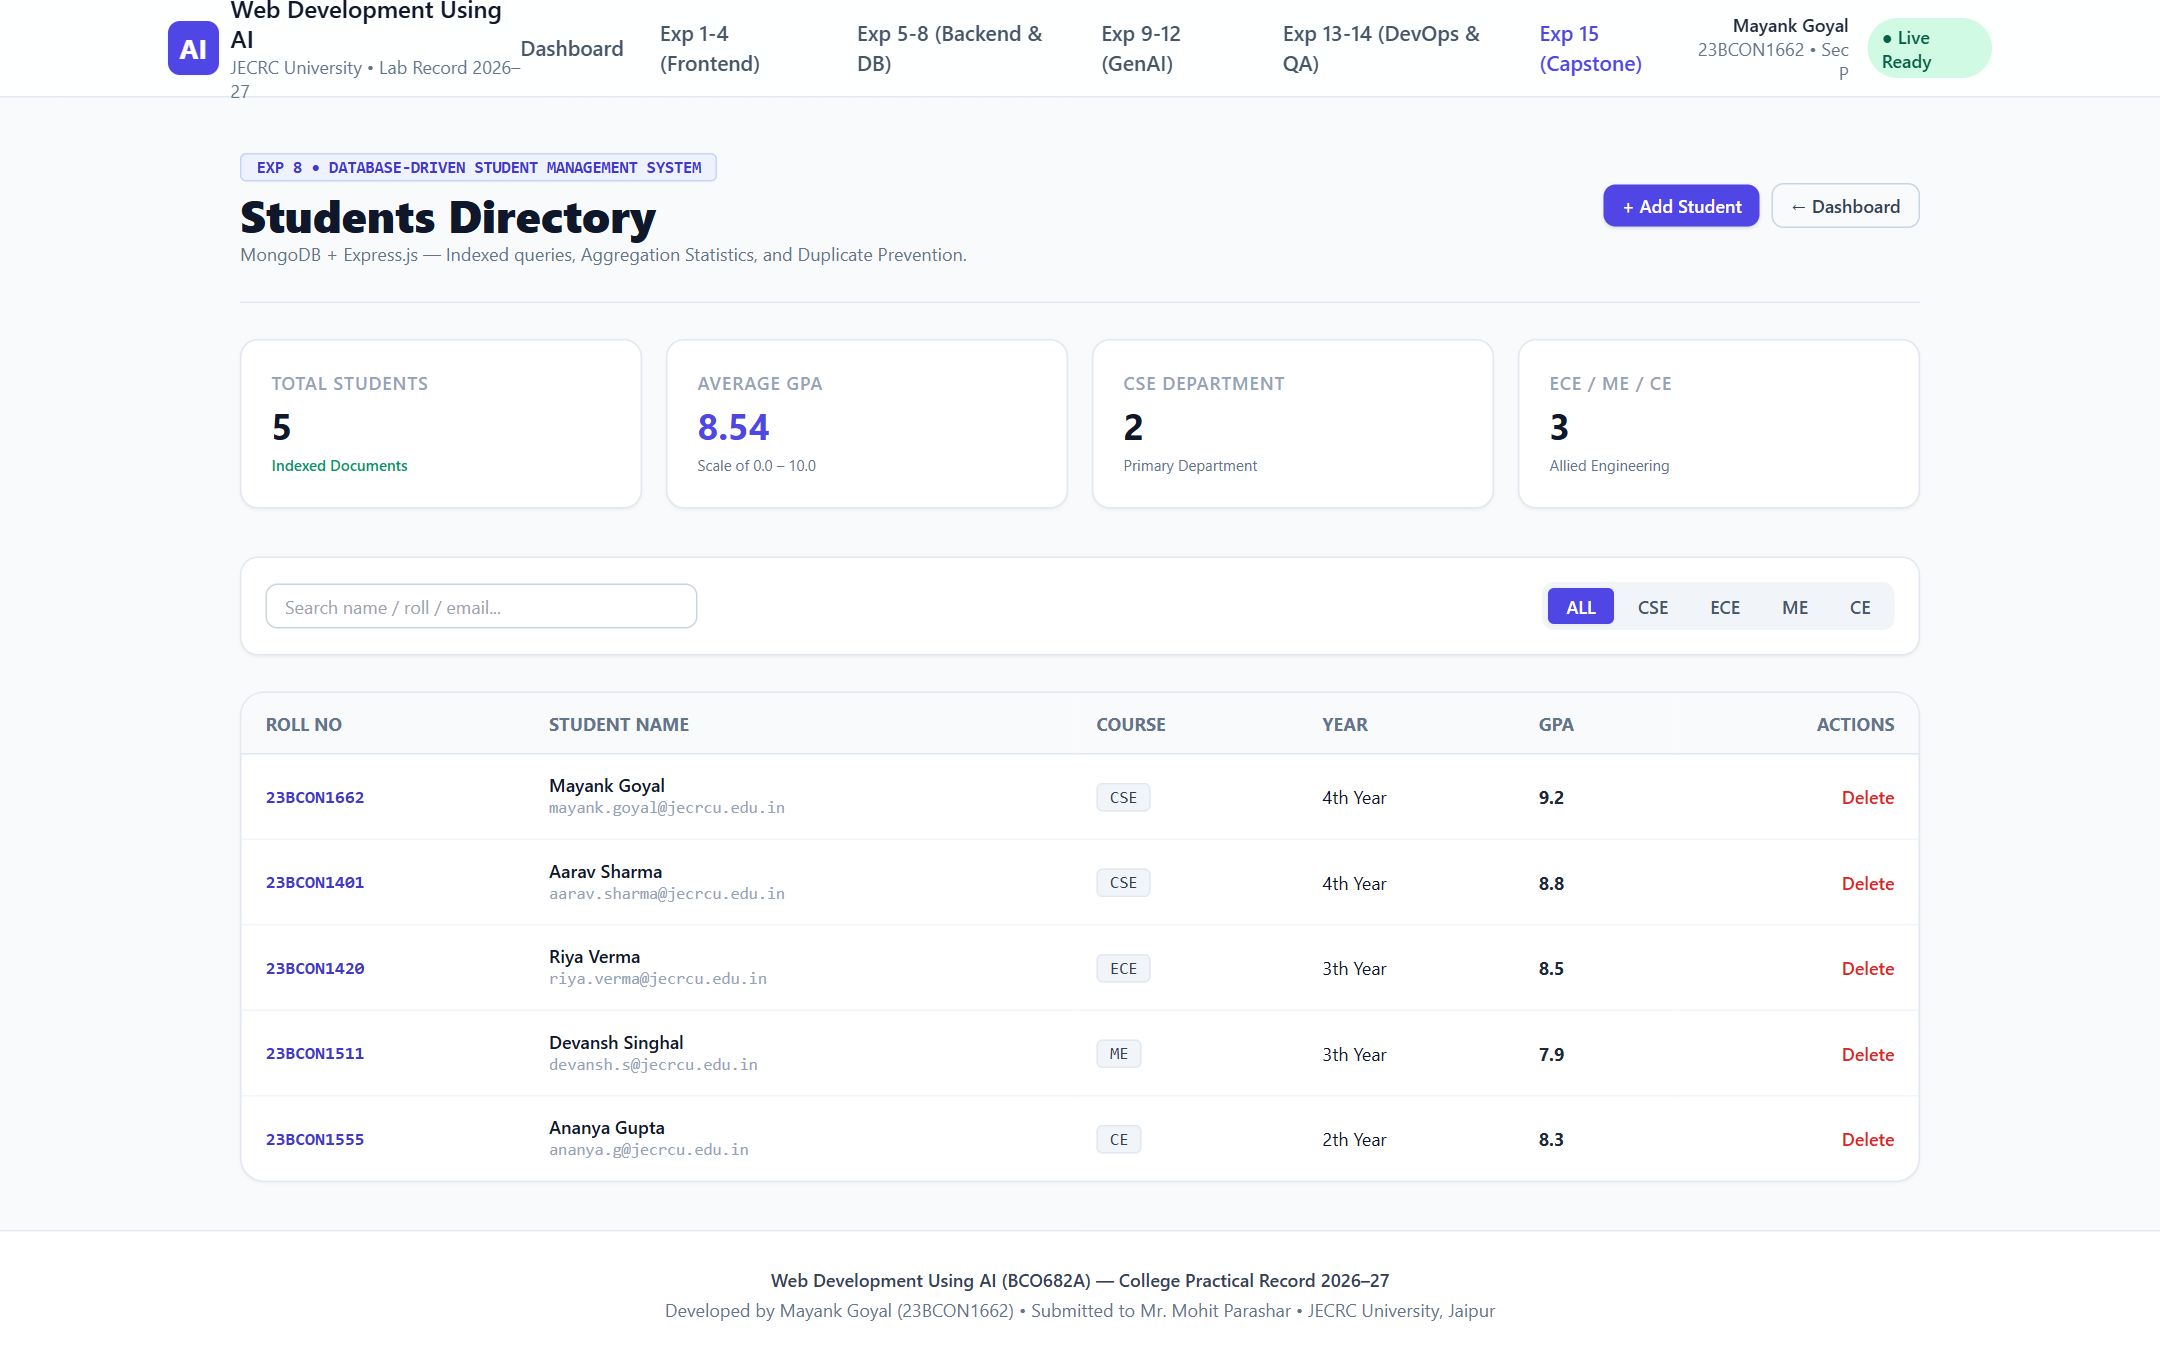 AI
Web Development Using
AI
JECRC University • Lab Record 2026–
27
Dashboard
Exp 1-4
(Frontend)
Exp 5-8 (Backend &
DB)
Exp 9-12
(GenAI)
Exp 13-14 (DevOps &
QA)
Exp 15
(Capstone)
Mayank Goyal
23BCON1662 • Sec
P
● Live
Ready
EXP 8 • DATABASE-DRIVEN STUDENT MANAGEMENT SYSTEM
Students Directory
MongoDB + Express.js — Indexed queries, Aggregation Statistics, and Duplicate Prevention.
+ Add Student
← Dashboard
TOTAL STUDENTS
5
Indexed Documents
AVERAGE GPA
8.54
Scale of 0.0 – 10.0
CSE DEPARTMENT
2
Primary Department
ECE / ME / CE
3
Allied Engineering
Search name / roll / email...
ALL CSE ECE ME CE
ROLL NO STUDENT NAME COURSE YEAR GPA ACTIONS
23BCON1662 Mayank Goyal CSE 4th Year 9.2 Delete
mayank.goyal@jecrcu.edu.in
23BCON1401 Aarav Sharma CSE 4th Year 8.8 Delete
aarav.sharma@jecrcu.edu.in
23BCON1420 Riya Verma ECE 3th Year 8.5 Delete
riya.verma@jecrcu.edu.in
23BCON1511 Devansh Singhal ME 3th Year 7.9 Delete
devansh.s@jecrcu.edu.in
23BCON1555 Ananya Gupta CE 2th Year 8.3 Delete
ananya.g@jecrcu.edu.in
Web Development Using AI (BCO682A) — College Practical Record 2026–27
Developed by Mayank Goyal (23BCON1662) • Submitted to Mr. Mohit Parashar • JECRC University, Jaipur